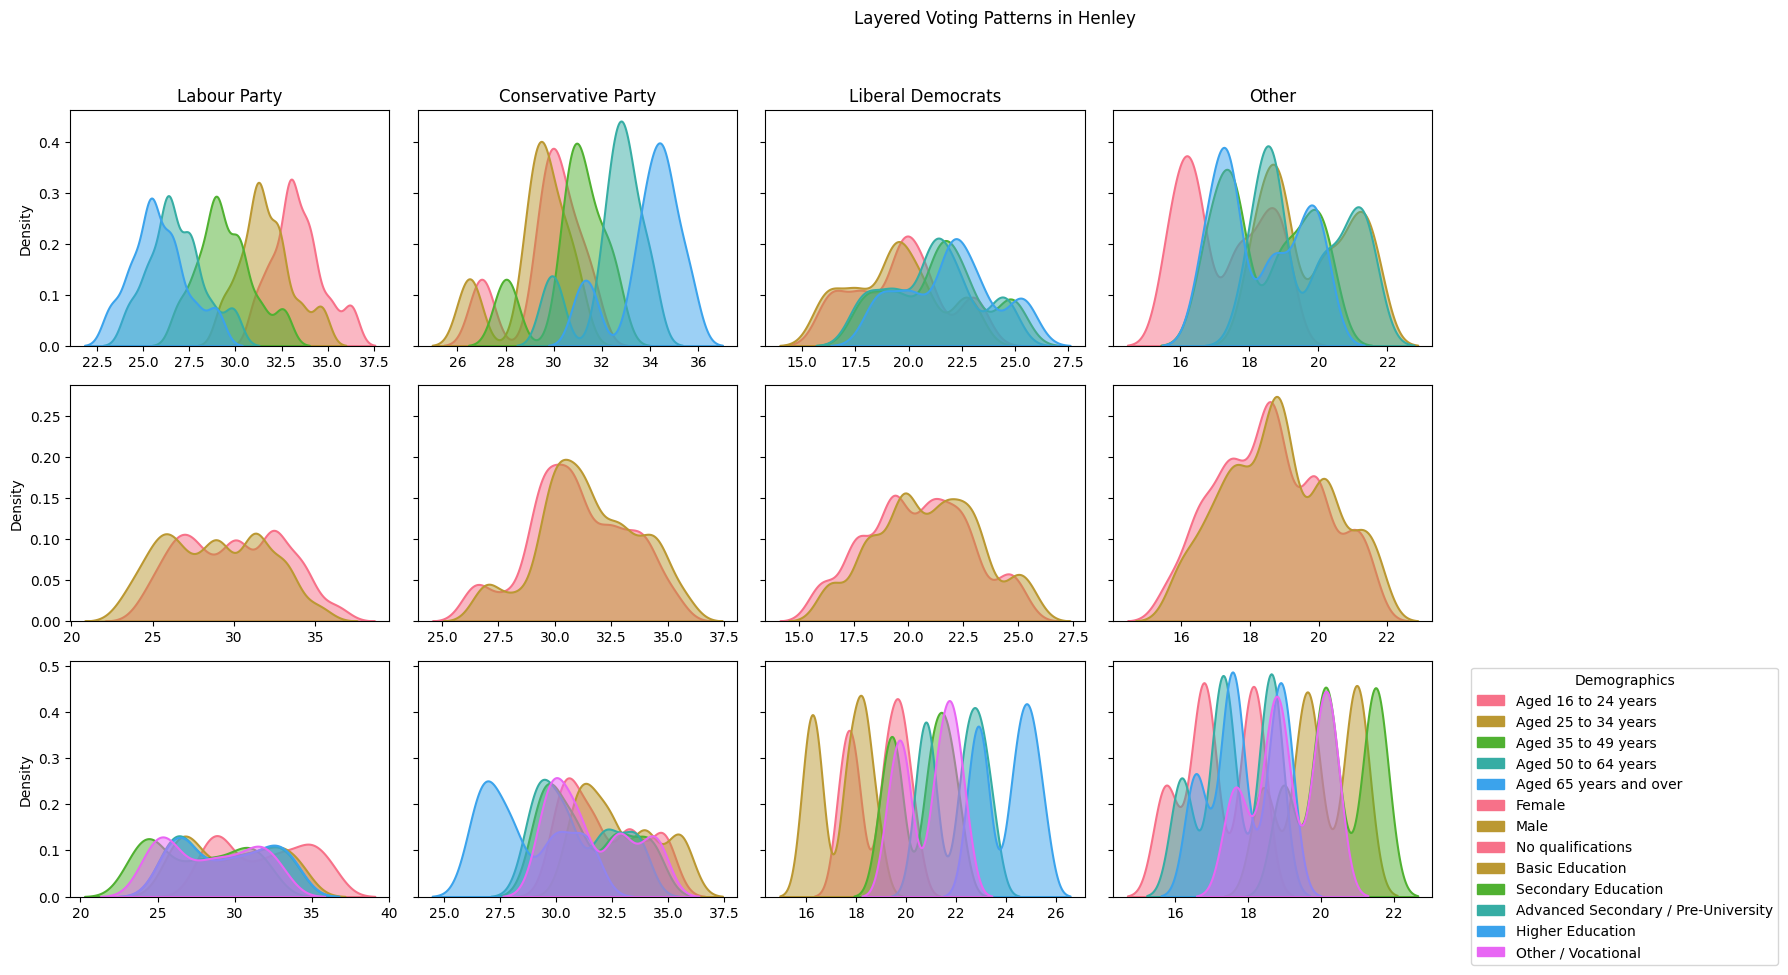 Layered Voting Patterns in Henley
Labour Party Conservative Party Liberal Democrats Other
Density
0.4
0.3
0.2
0.1
0.0
22.5 25.0 27.5 30.0 32.5 35.0 37.5
26 28 30 32 34 36
15.0 17.5 20.0 22.5 25.0 27.5
16 18 20 22
Density
0.25
0.20
0.15
0.10
0.05
0.00
20 25 30 35
25.0 27.5 30.0 32.5 35.0 37.5
15.0 17.5 20.0 22.5 25.0 27.5
16 18 20 22
Density
0.5
0.4
0.3
0.2
0.1
0.0
20 25 30 35 40
25.0 27.5 30.0 32.5 35.0 37.5
16 18 20 22 24 26
16 18 20 22
Demographics
Aged 16 to 24 years
Aged 25 to 34 years
Aged 35 to 49 years
Aged 50 to 64 years
Aged 65 years and over
Female
Male
No qualifications
Basic Education
Secondary Education
Advanced Secondary / Pre-University
Higher Education
Other / Vocational